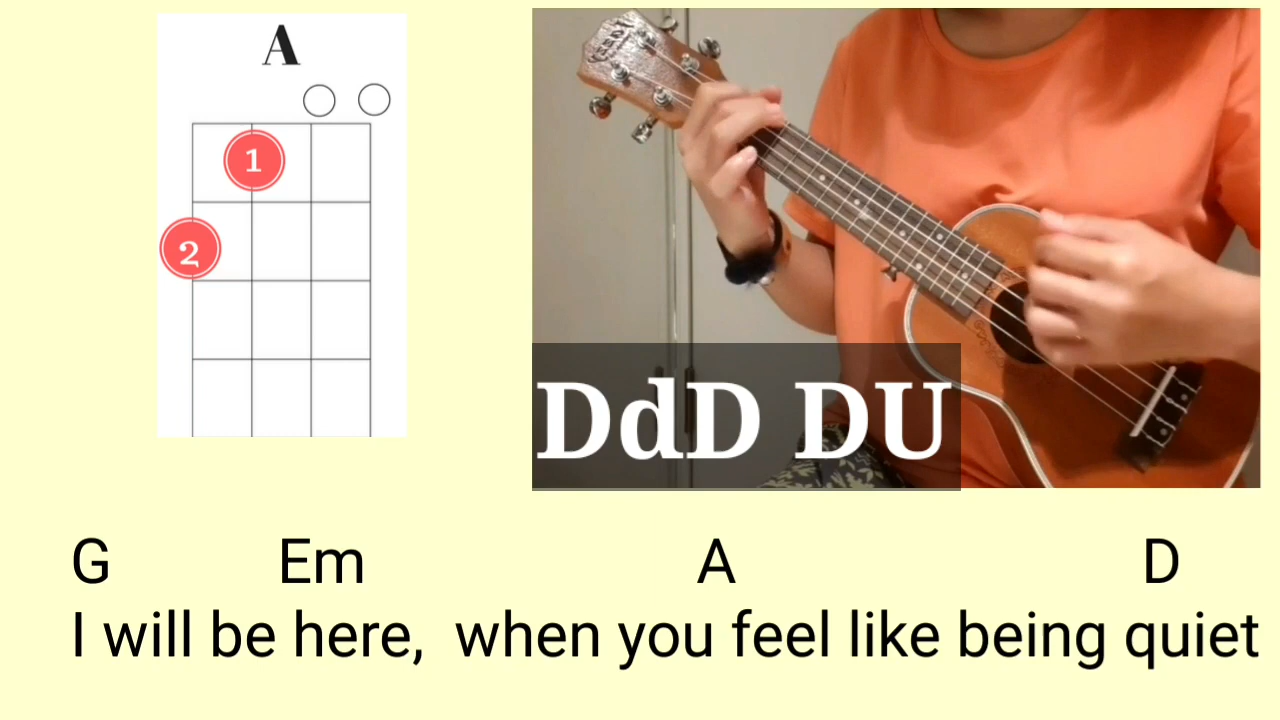 A
1
2
DdD DU
G Em A D
I will be here, when you feel like being quiet